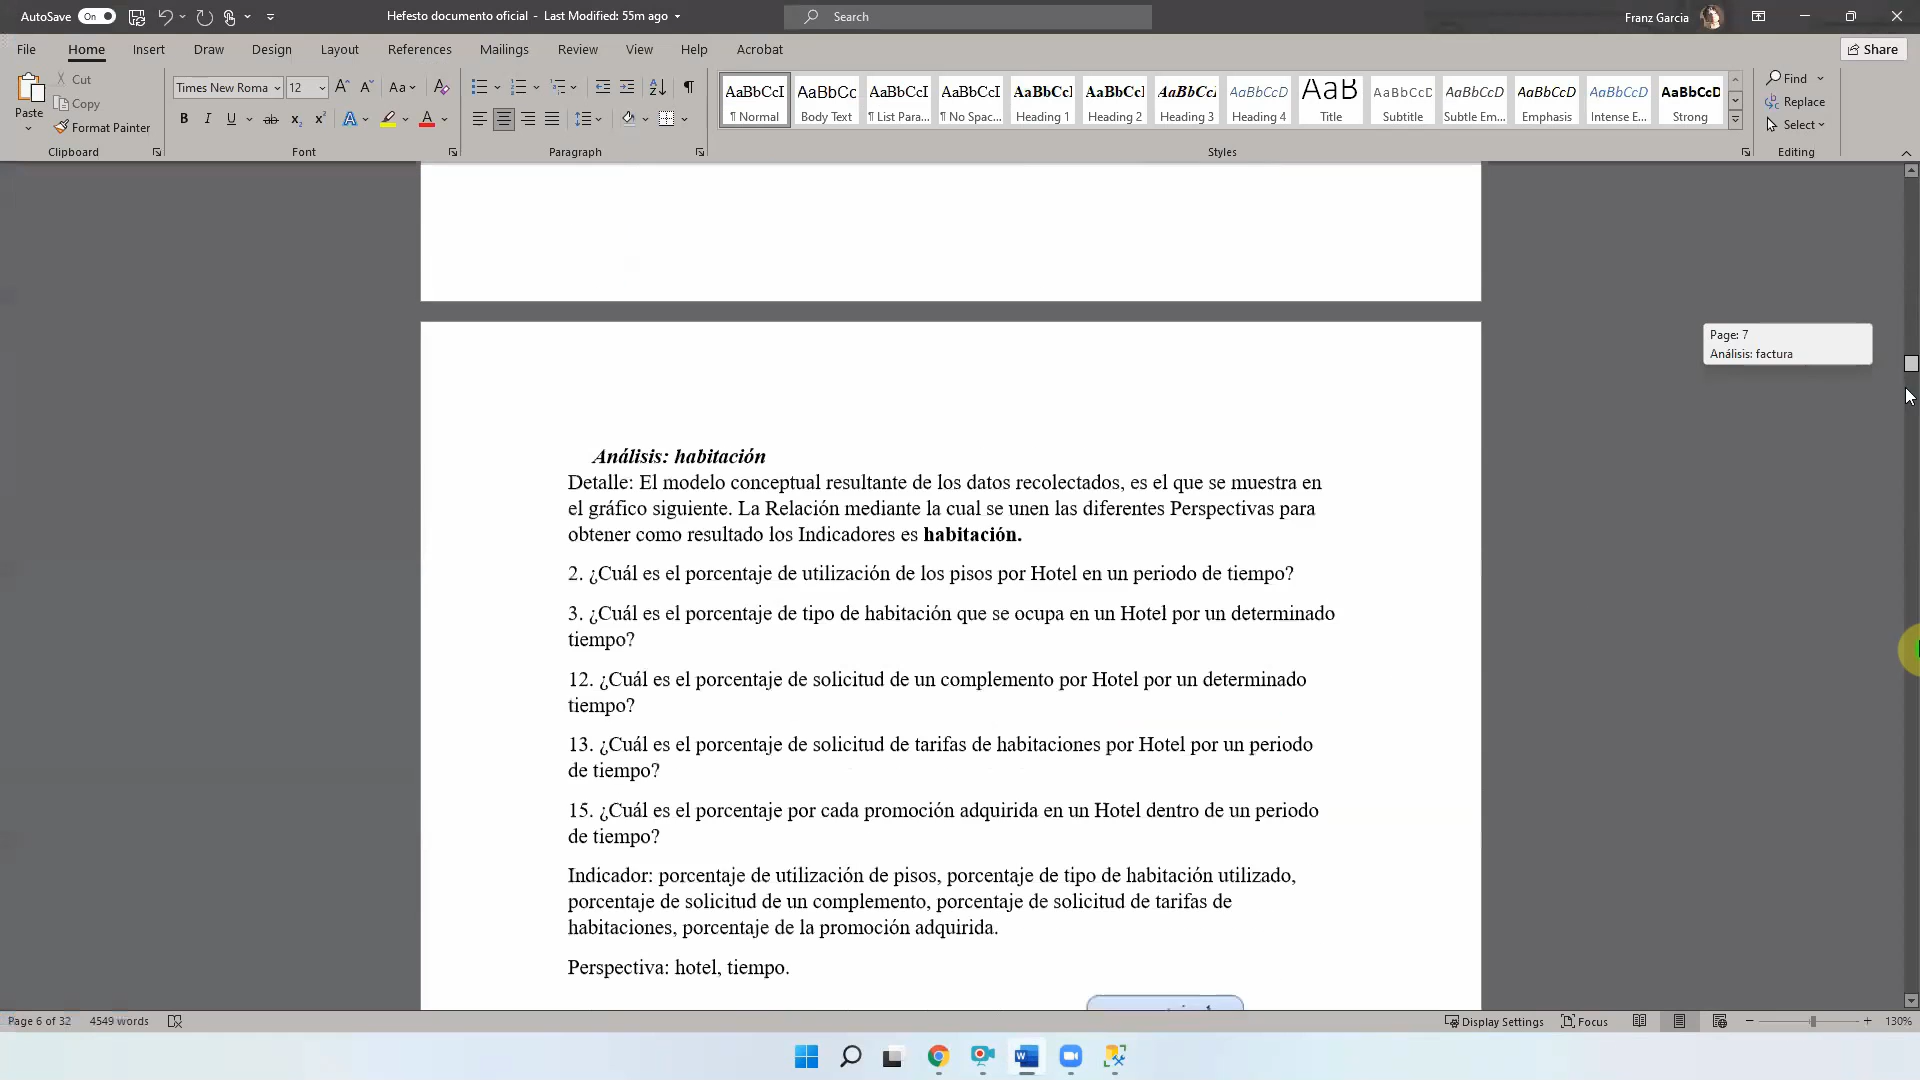 AutoSave On Hefesto documento oficial - Last Modified: 55m ago Search Franz Garcia
File Home Insert Draw Design Layout References Mailings Review View Help Acrobat Share
Paste Cut Copy Format Painter
Times New Roma 12 Aa
B I U ab x₂ x² A A
AaBbCcI AaBbCc AaBbCcI AaBbCcI AaBbCcI AaBbCcI AaBbCcI AaBbCcD AaB AaBbCcD AaBbCcD AaBbCcD AaBbCcD AaBbCcD
¶ Normal Body Text ¶ List Para... ¶ No Spac... Heading 1 Heading 2 Heading 3 Heading 4 Title Subtitle Subtle Em... Emphasis Intense E... Strong
Find Replace Select
Clipboard Font Paragraph Styles Editing
Page: 7
Análisis: factura
Análisis: habitación
Detalle: El modelo conceptual resultante de los datos recolectados, es el que se muestra en
el gráfico siguiente. La Relación mediante la cual se unen las diferentes Perspectivas para
obtener como resultado los Indicadores es habitación.
2. ¿Cuál es el porcentaje de utilización de los pisos por Hotel en un periodo de tiempo?
3. ¿Cuál es el porcentaje de tipo de habitación que se ocupa en un Hotel por un determinado
tiempo?
12. ¿Cuál es el porcentaje de solicitud de un complemento por Hotel por un determinado
tiempo?
13. ¿Cuál es el porcentaje de solicitud de tarifas de habitaciones por Hotel por un periodo
de tiempo?
15. ¿Cuál es el porcentaje por cada promoción adquirida en un Hotel dentro de un periodo
de tiempo?
Indicador: porcentaje de utilización de pisos, porcentaje de tipo de habitación utilizado,
porcentaje de solicitud de un complemento, porcentaje de solicitud de tarifas de
habitaciones, porcentaje de la promoción adquirida.
Perspectiva: hotel, tiempo.
Page 6 of 32 4549 words Display Settings Focus 130%